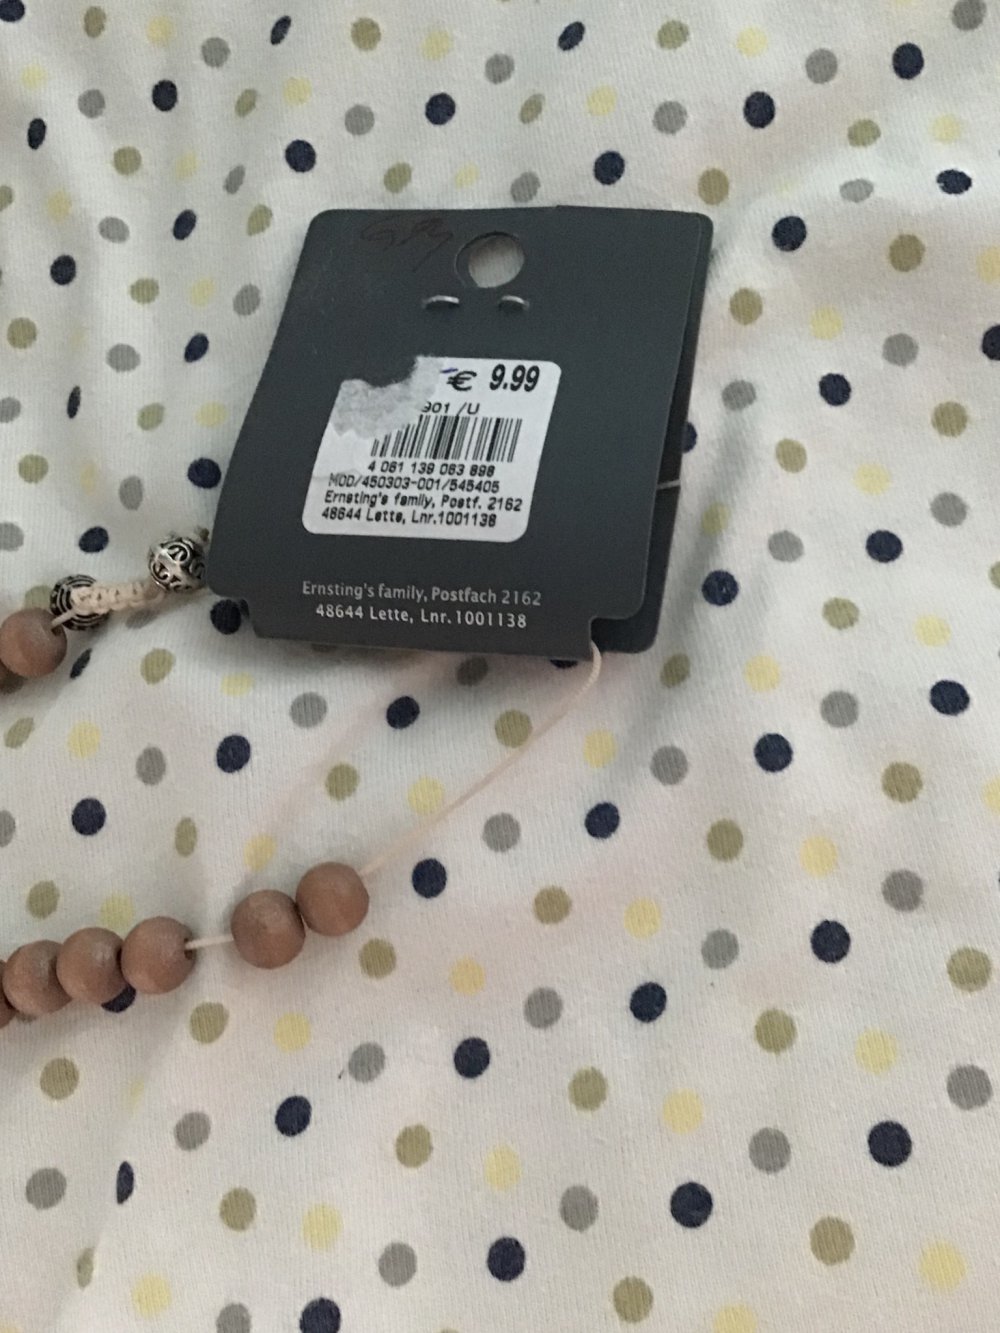 € 9.99
901 /U
4 061 139 063 898
MOD/450303-001/545405
Ernsting's family, Postf. 2162
48644 Lette, Lnr.1001138
Ernsting's family, Postfach 2162
48644 Lette, Lnr. 1001138